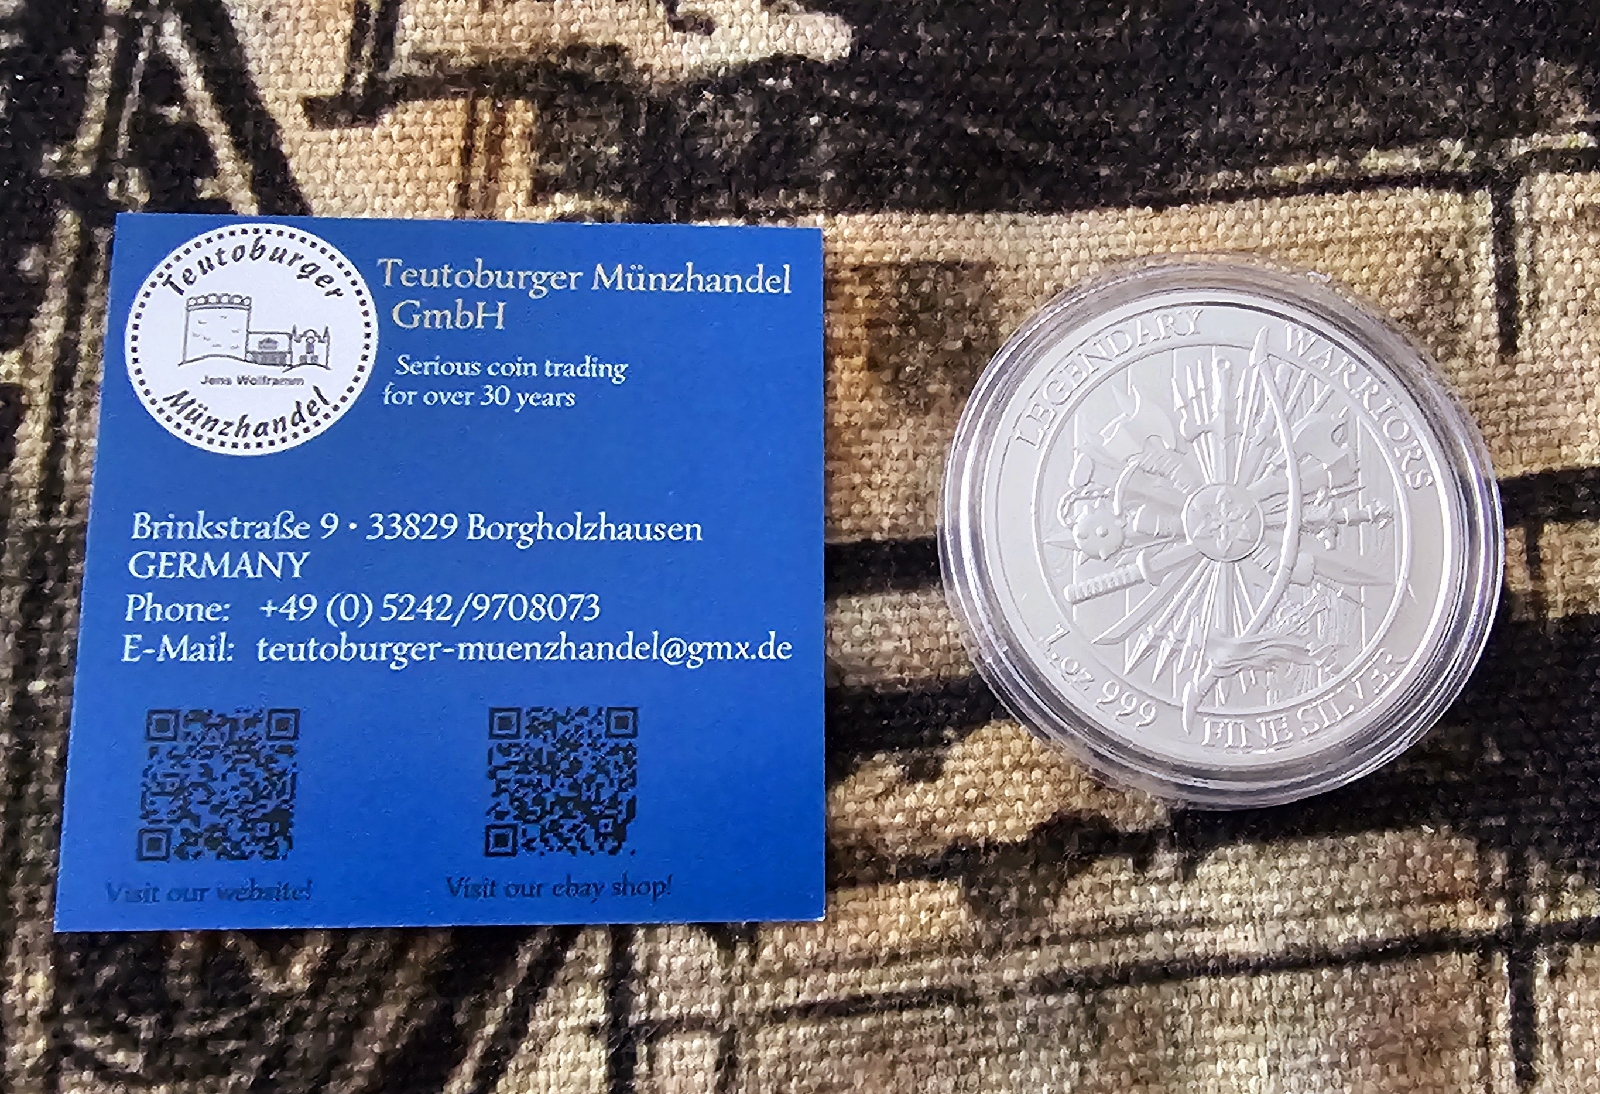 Teutoburger
Jens Wolframm
Münzhandel
Teutoburger Münzhandel
GmbH
Serious coin trading
for over 30 years
Brinkstraße 9 · 33829 Borgholzhausen
GERMANY
Phone: +49 (0) 5242/9708073
E-Mail: teutoburger-muenzhandel@gmx.de
Visit our website!
Visit our ebay shop!
LEGENDARY WARRIORS
1 oz 999 FINE SILVER